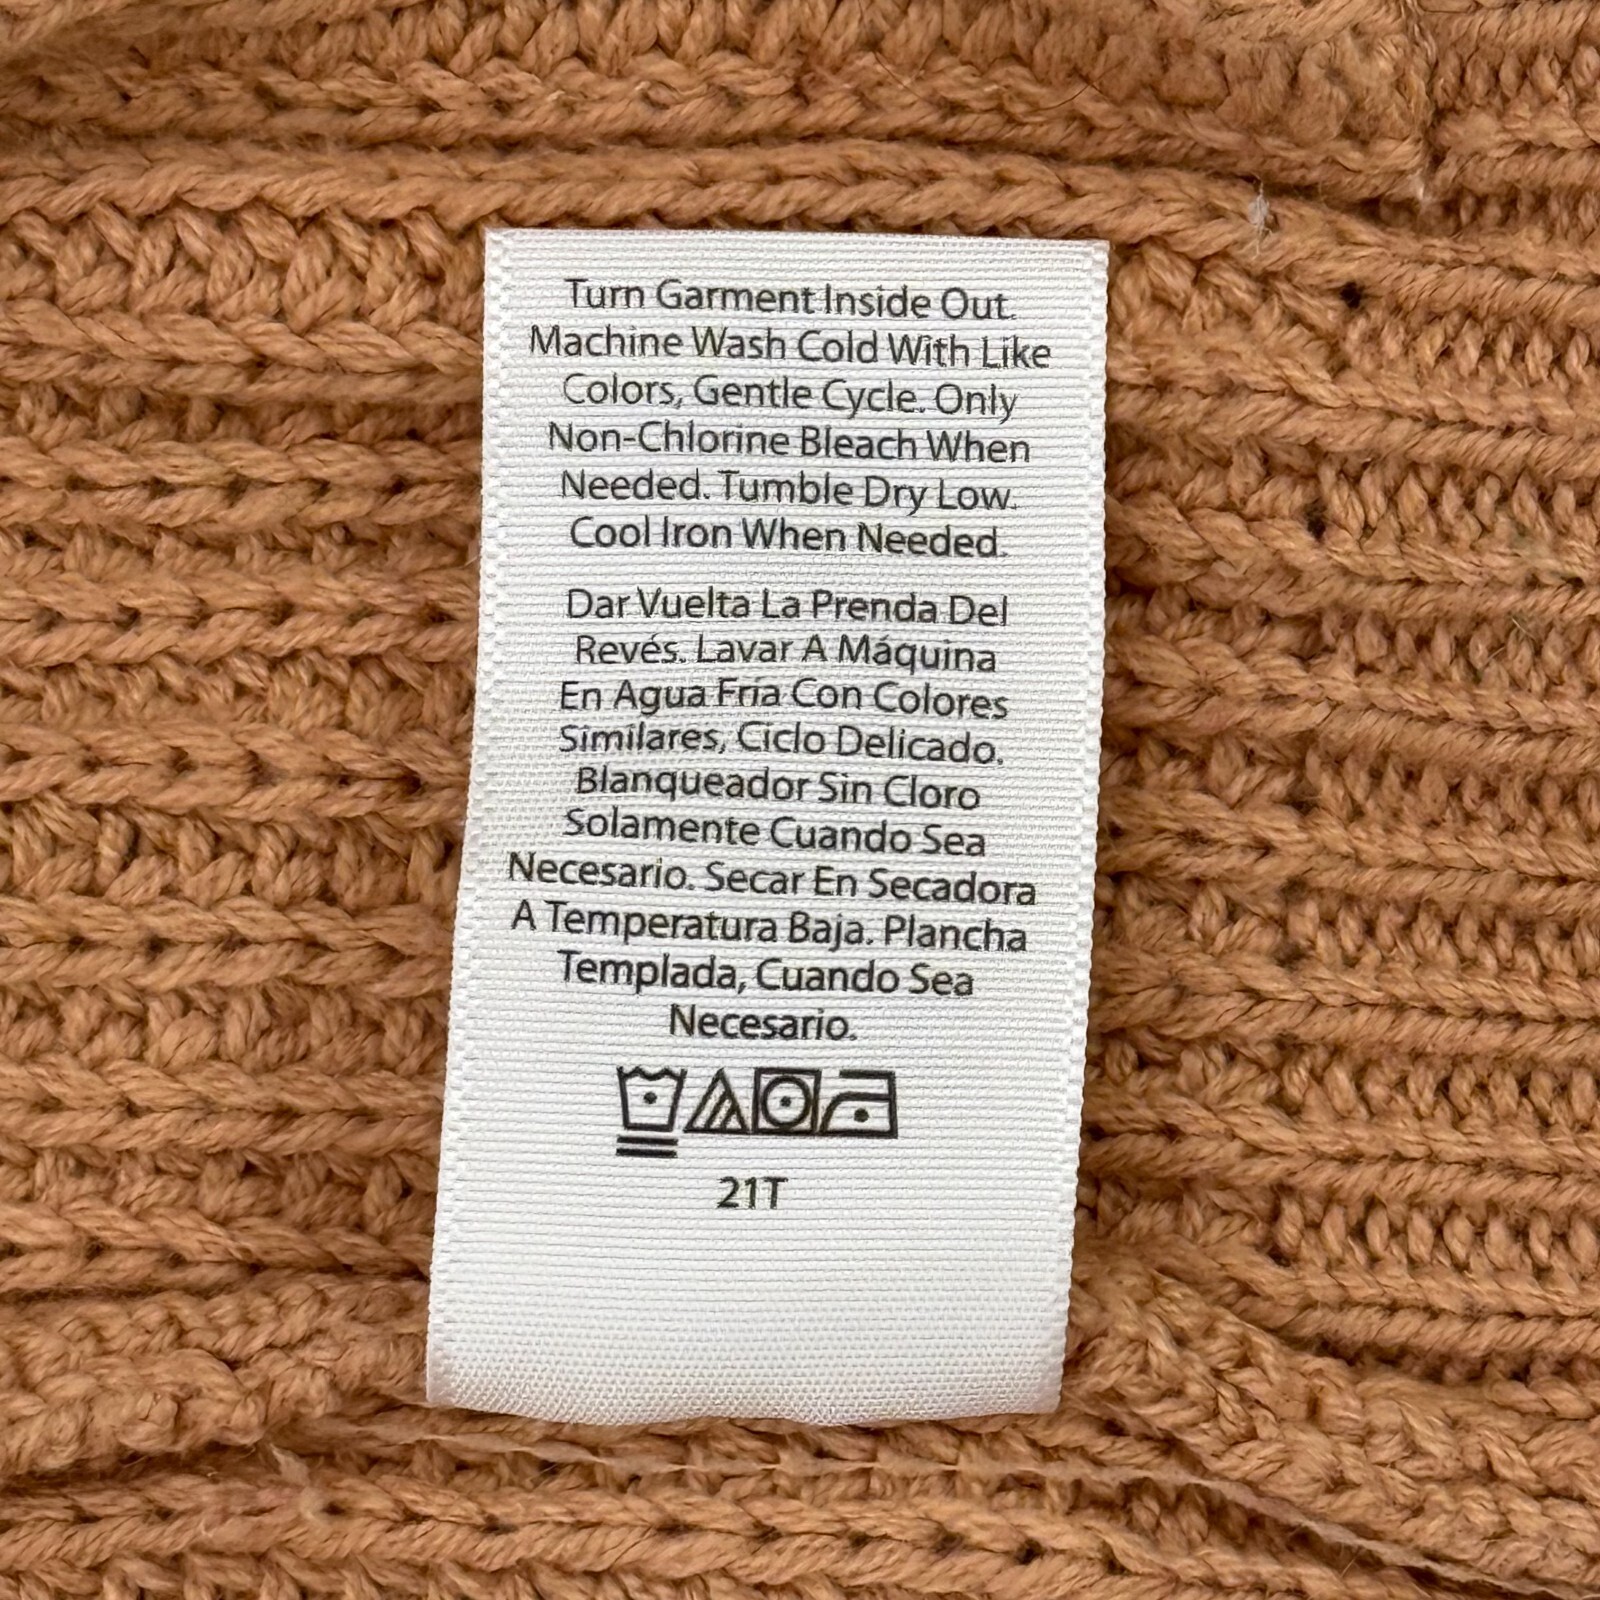 Turn Garment Inside Out.
Machine Wash Cold With Like
Colors, Gentle Cycle. Only
Non-Chlorine Bleach When
Needed. Tumble Dry Low.
Cool Iron When Needed.
Dar Vuelta La Prenda Del
Revés. Lavar A Máquina
En Agua Fría Con Colores
Similares, Ciclo Delicado.
Blanqueador Sin Cloro
Solamente Cuando Sea
Necesario. Secar En Secadora
A Temperatura Baja. Plancha
Templada, Cuando Sea
Necesario.
21T